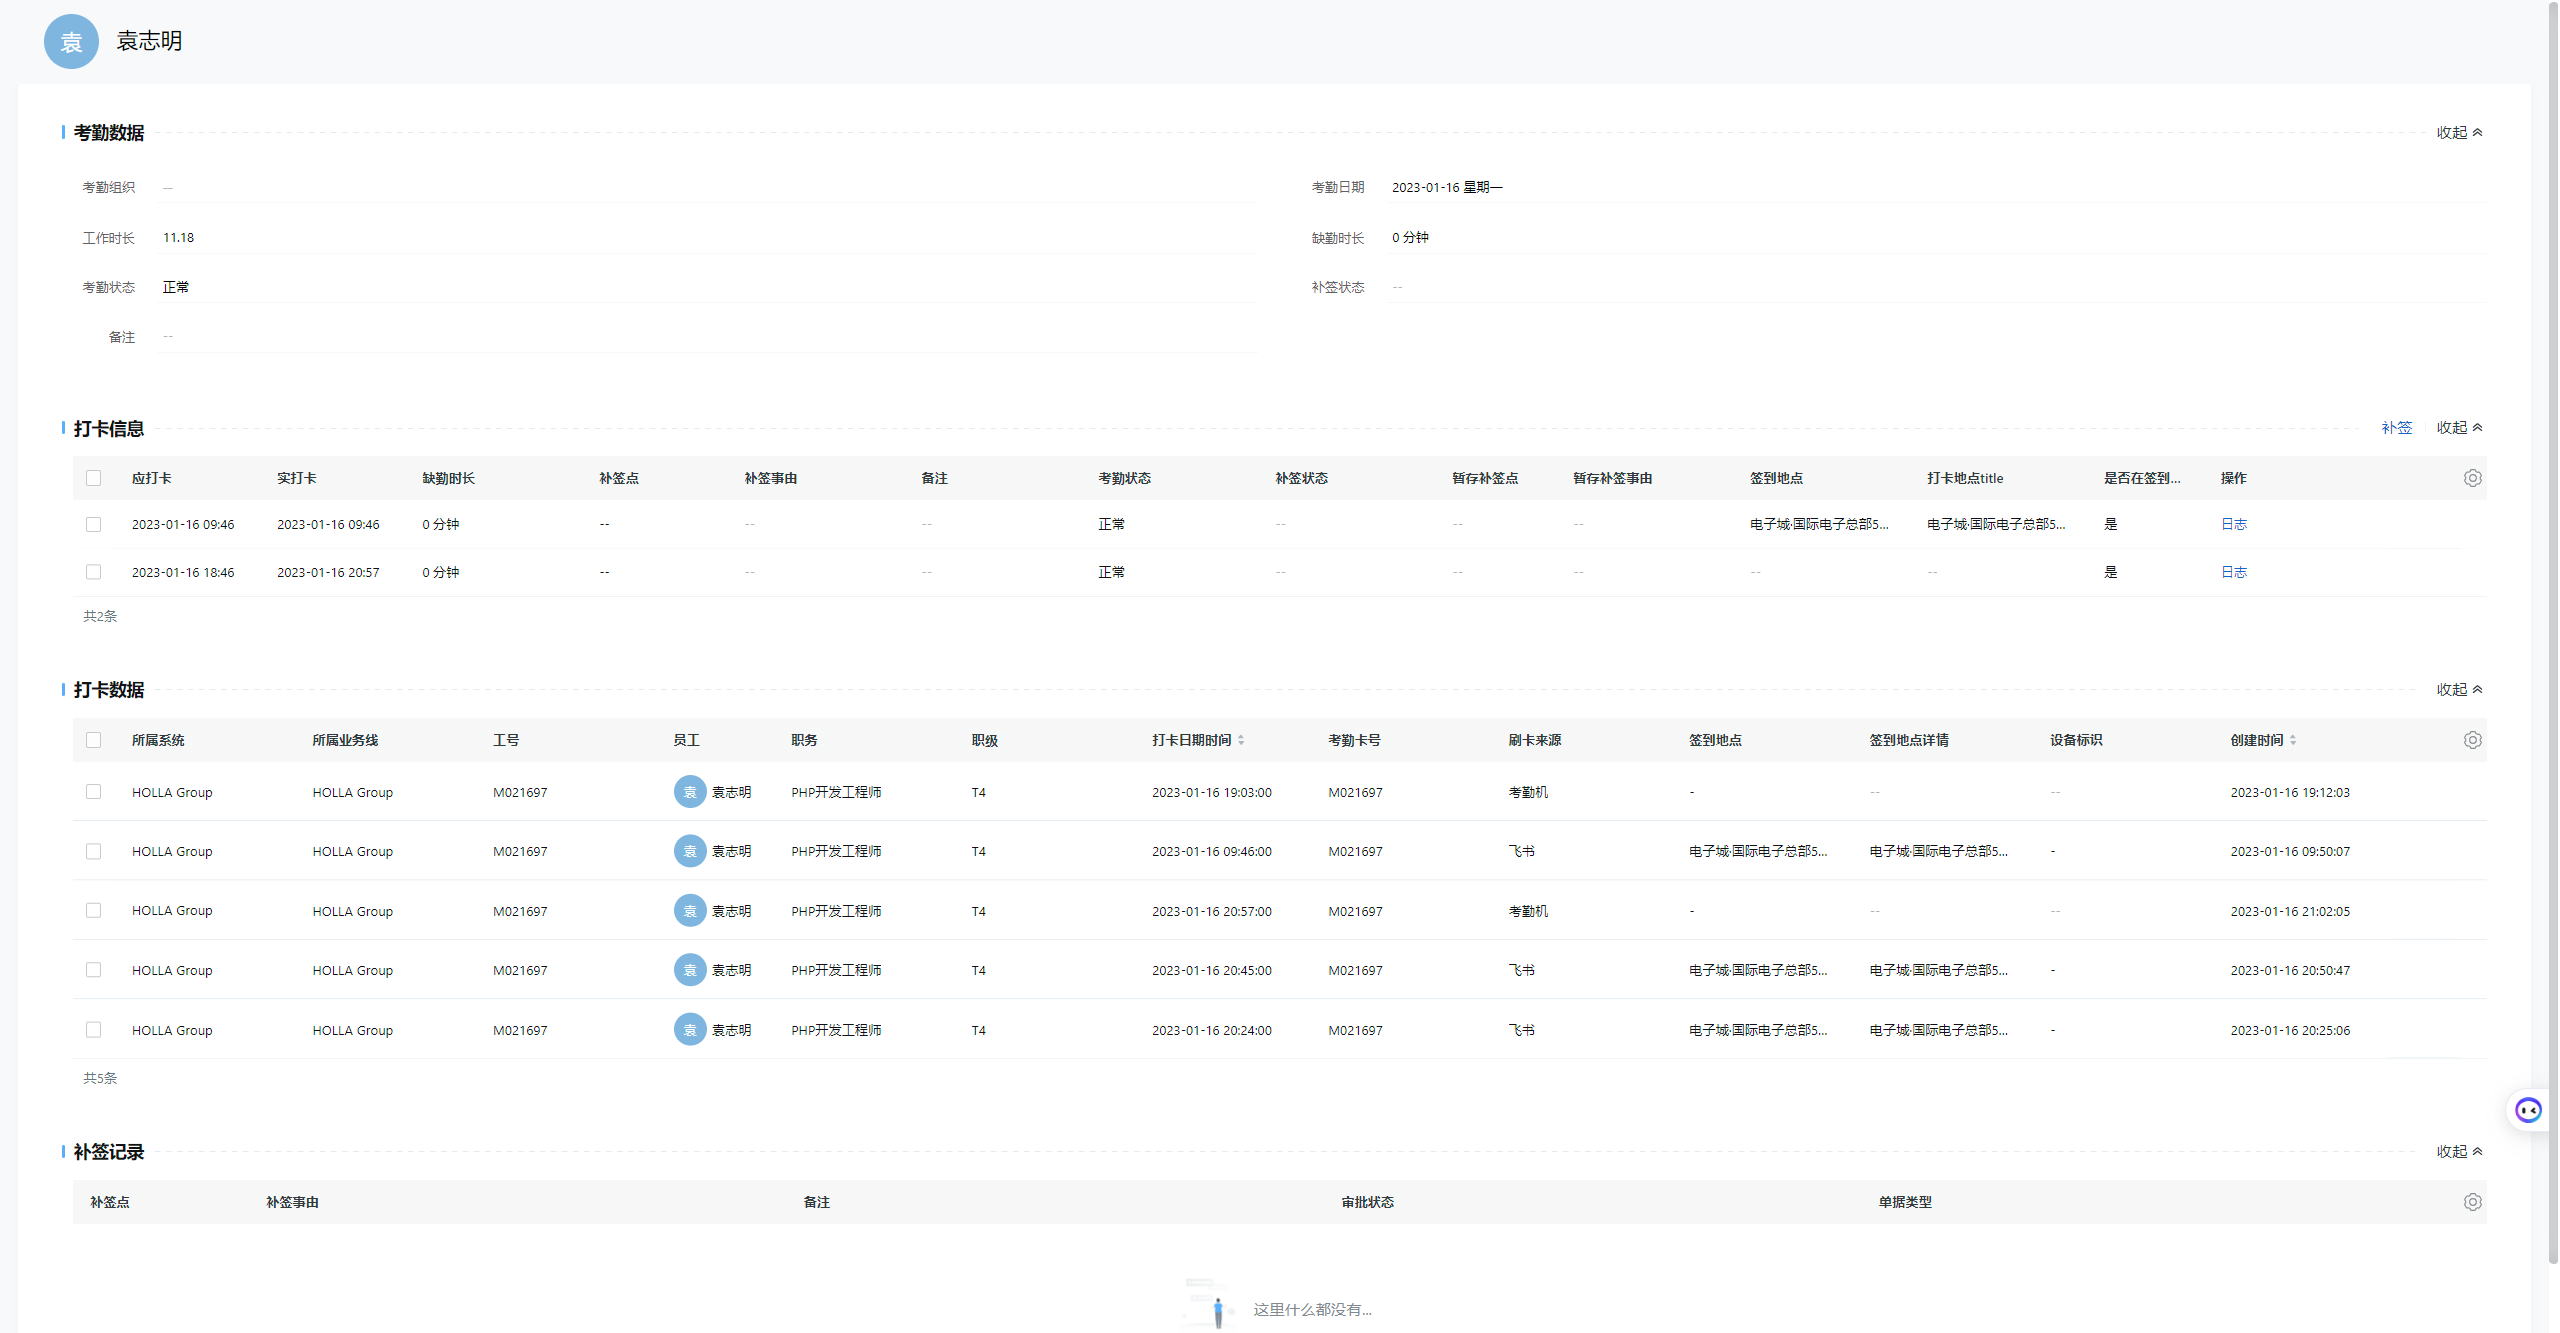 袁 袁志明
考勤数据 收起
考勤组织 -- 考勤日期 2023-01-16 星期一
工作时长 11.18 缺勤时长 0 分钟
考勤状态 正常 补签状态 --
备注 --
打卡信息 补签 收起
应打卡 实打卡 缺勤时长 补签点 补签事由 备注 考勤状态 补签状态 暂存补签点 暂存补签事由 签到地点 打卡地点title 是否在签到... 操作
2023-01-16 09:46 2023-01-16 09:46 0 分钟 -- -- -- 正常 -- -- -- 电子城·国际电子总部5... 电子城·国际电子总部5... 是 日志
2023-01-16 18:46 2023-01-16 20:57 0 分钟 -- -- -- 正常 -- -- -- -- -- 是 日志
共2条
打卡数据 收起
所属系统 所属业务线 工号 员工 职务 职级 打卡日期时间 考勤卡号 刷卡来源 签到地点 签到地点详情 设备标识 创建时间
HOLLA Group HOLLA Group M021697 袁 袁志明 PHP开发工程师 T4 2023-01-16 19:03:00 M021697 考勤机 - -- -- 2023-01-16 19:12:03
HOLLA Group HOLLA Group M021697 袁 袁志明 PHP开发工程师 T4 2023-01-16 09:46:00 M021697 飞书 电子城·国际电子总部5... 电子城·国际电子总部5... - 2023-01-16 09:50:07
HOLLA Group HOLLA Group M021697 袁 袁志明 PHP开发工程师 T4 2023-01-16 20:57:00 M021697 考勤机 - -- -- 2023-01-16 21:02:05
HOLLA Group HOLLA Group M021697 袁 袁志明 PHP开发工程师 T4 2023-01-16 20:45:00 M021697 飞书 电子城·国际电子总部5... 电子城·国际电子总部5... - 2023-01-16 20:50:47
HOLLA Group HOLLA Group M021697 袁 袁志明 PHP开发工程师 T4 2023-01-16 20:24:00 M021697 飞书 电子城·国际电子总部5... 电子城·国际电子总部5... - 2023-01-16 20:25:06
共5条
补签记录 收起
补签点 补签事由 备注 审批状态 单据类型
这里什么都没有...